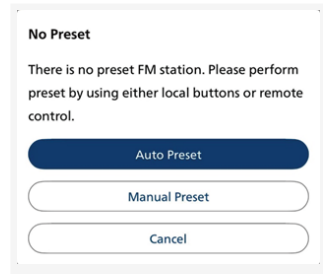 No Preset
There is no preset FM station. Please perform
preset by using either local buttons or remote
control.
Auto Preset
Manual Preset
Cancel